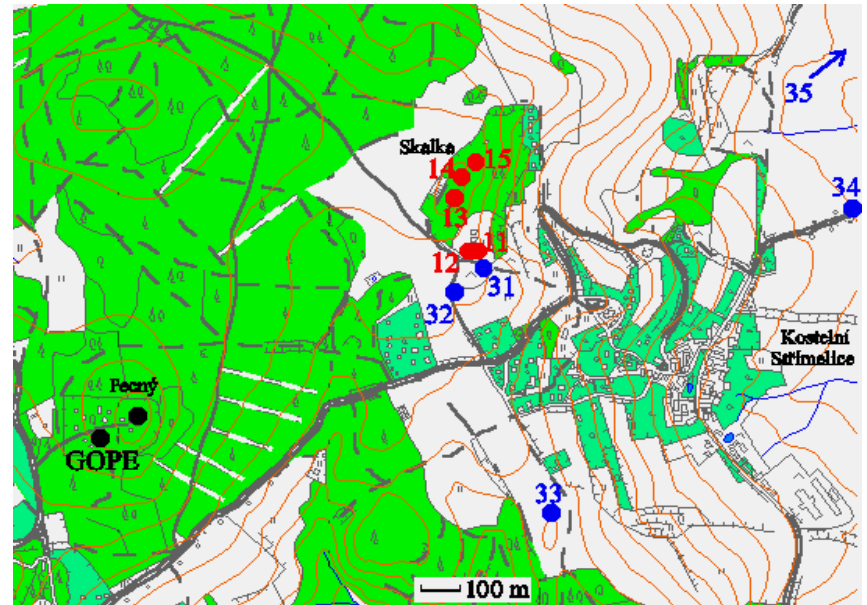 35
Skalka
15
14
34
13
11
12
31
32
Kostelní
Střímelice
Pecný
GOPE
33
100 m